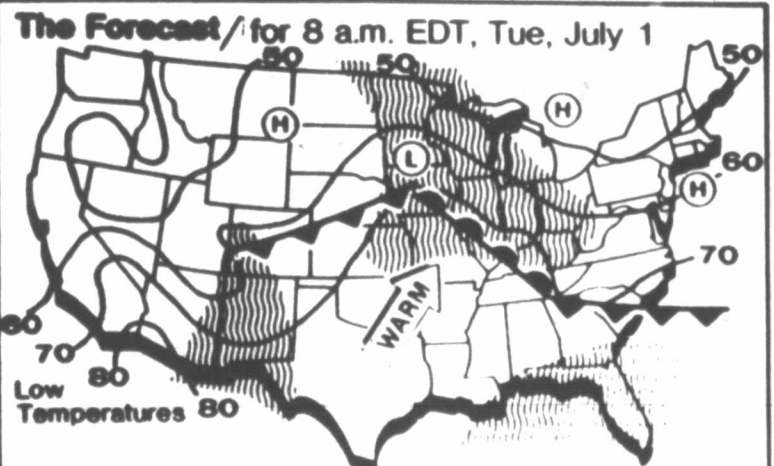 The Forecast / for 8 a.m. EDT, Tue, July 1
50
50
50
H
H
L
60
H
70
WARM
60
70
80
Low
Temperatures
80